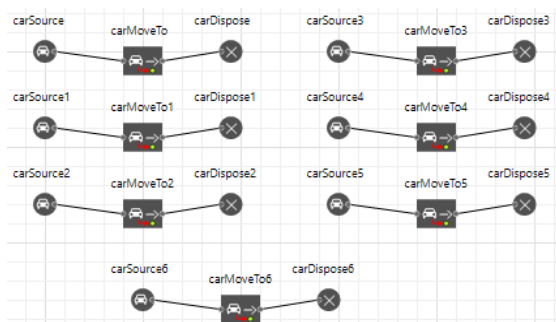 carSource carMoveTo carDispose
carSource3 carMoveTo3 carDispose3
carSource1 carMoveTo1 carDispose1
carSource4 carMoveTo4 carDispose4
carSource2 carMoveTo2 carDispose2
carSource5 carMoveTo5 carDispose5
carSource6 carMoveTo6 carDispose6